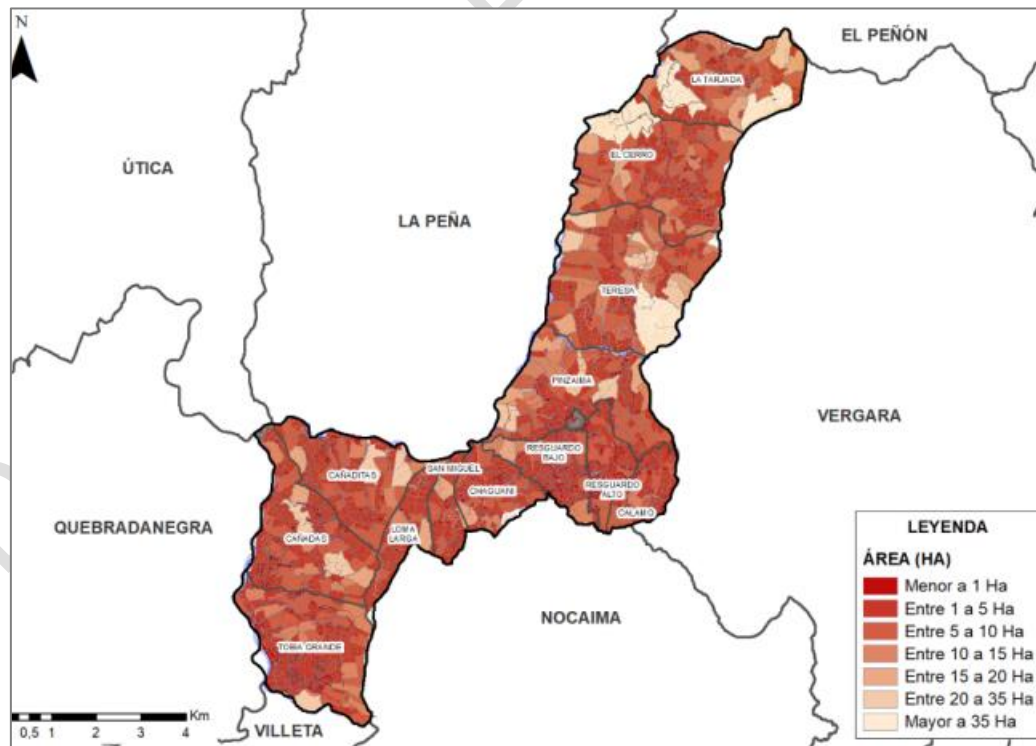 N
EL PEÑÓN
LA TARJADA
EL CERRO
ÚTICA
LA PEÑA
TERESA
PINZAIMA
VERGARA
RESGUARDO
BAJO
SAN MIGUEL
CAÑADITAS
CHAGUANI
RESGUARDO
ALTO
CALAMO
QUEBRADANEGRA
CAÑADAS
LOMA
LARGA
NOCAIMA
TOBIA GRANDE
VILLETA
Km
0,5 1 2 3 4
LEYENDA
ÁREA (HA)
Menor a 1 Ha
Entre 1 a 5 Ha
Entre 5 a 10 Ha
Entre 10 a 15 Ha
Entre 15 a 20 Ha
Entre 20 a 35 Ha
Mayor a 35 Ha